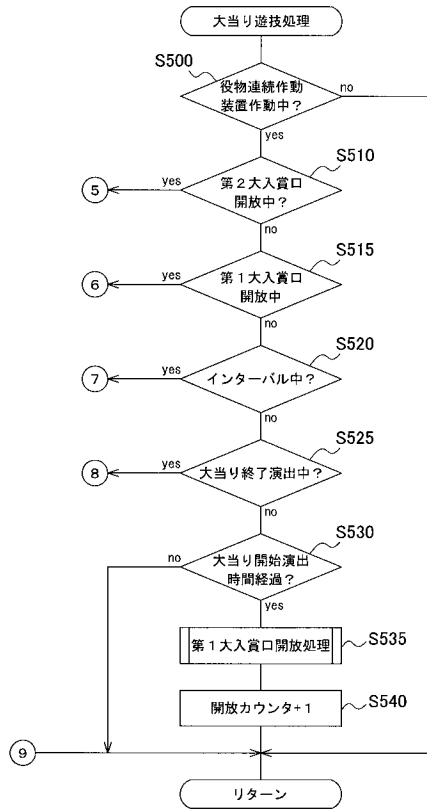 大当り遊技処理
S500
役物連続作動
装置作動中？
no
yes
S510
第２大入賞口
開放中？
yes
5
no
S515
第１大入賞口
開放中
yes
6
no
S520
インターバル中？
yes
7
no
S525
大当り終了演出中？
yes
8
no
S530
大当り開始演出
時間経過？
no
yes
第１大入賞口開放処理
S535
開放カウンタ+１
S540
9
リターン